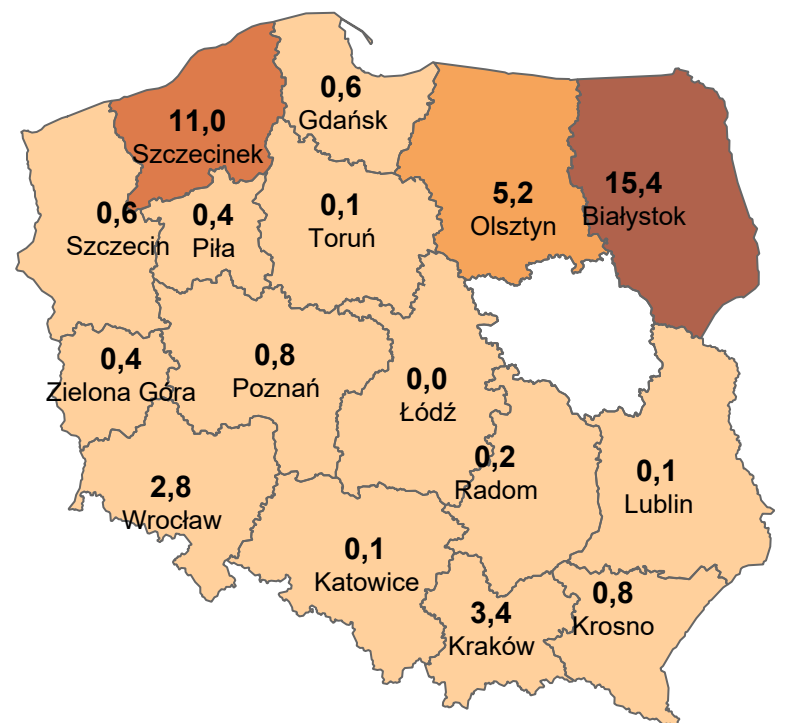 0,6
Gdańsk
11,0
Szczecinek
5,2
Olsztyn
15,4
Białystok
0,6
Szczecin
0,4
Piła
0,1
Toruń
0,4
Zielona Góra
0,8
Poznań
0,0
Łódź
0,2
Radom
0,1
Lublin
2,8
Wrocław
0,1
Katowice
3,4
Kraków
0,8
Krosno